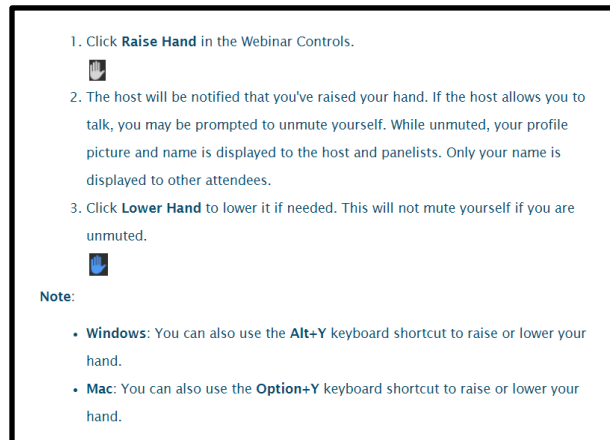 1. Click Raise Hand in the Webinar Controls.
2. The host will be notified that you've raised your hand. If the host allows you to
talk, you may be prompted to unmute yourself. While unmuted, your profile
picture and name is displayed to the host and panelists. Only your name is
displayed to other attendees.
3. Click Lower Hand to lower it if needed. This will not mute yourself if you are
unmuted.
Note:
• Windows: You can also use the Alt+Y keyboard shortcut to raise or lower your
hand.
• Mac: You can also use the Option+Y keyboard shortcut to raise or lower your
hand.